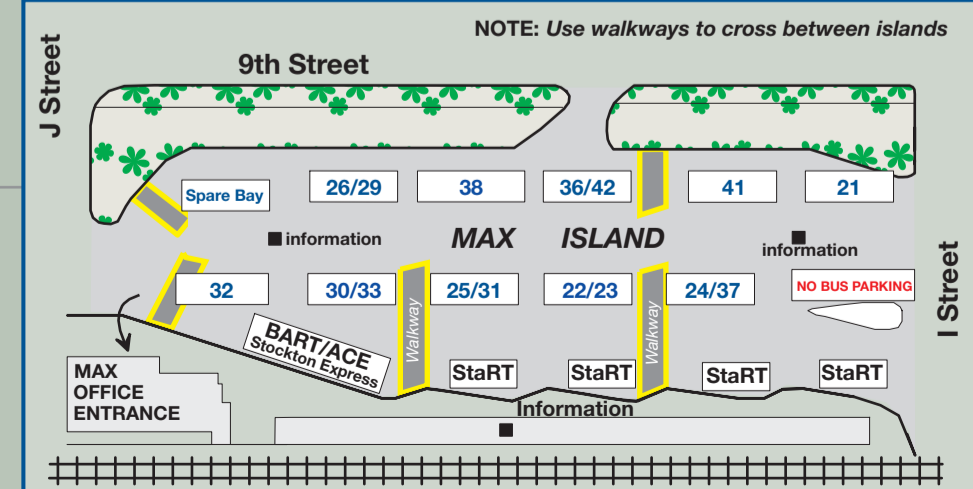 NOTE: Use walkways to cross between islands
J Street
9th Street
Spare Bay
26/29
38
36/42
41
21
information
MAX ISLAND
information
32
30/33
Walkway
25/31
22/23
Walkway
24/37
NO BUS PARKING
I Street
BART/ACE
Stockton Express
StaRT
StaRT
StaRT
StaRT
MAX
OFFICE
ENTRANCE
Information